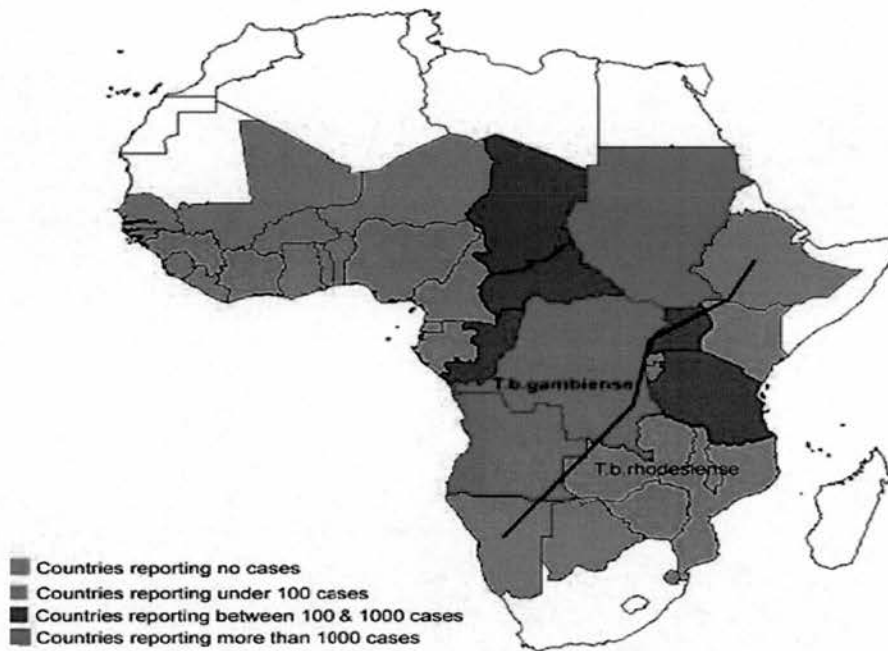 T.b.gambiense
T.b.rhodesiense
Countries reporting no cases
Countries reporting under 100 cases
Countries reporting between 100 & 1000 cases
Countries reporting more than 1000 cases